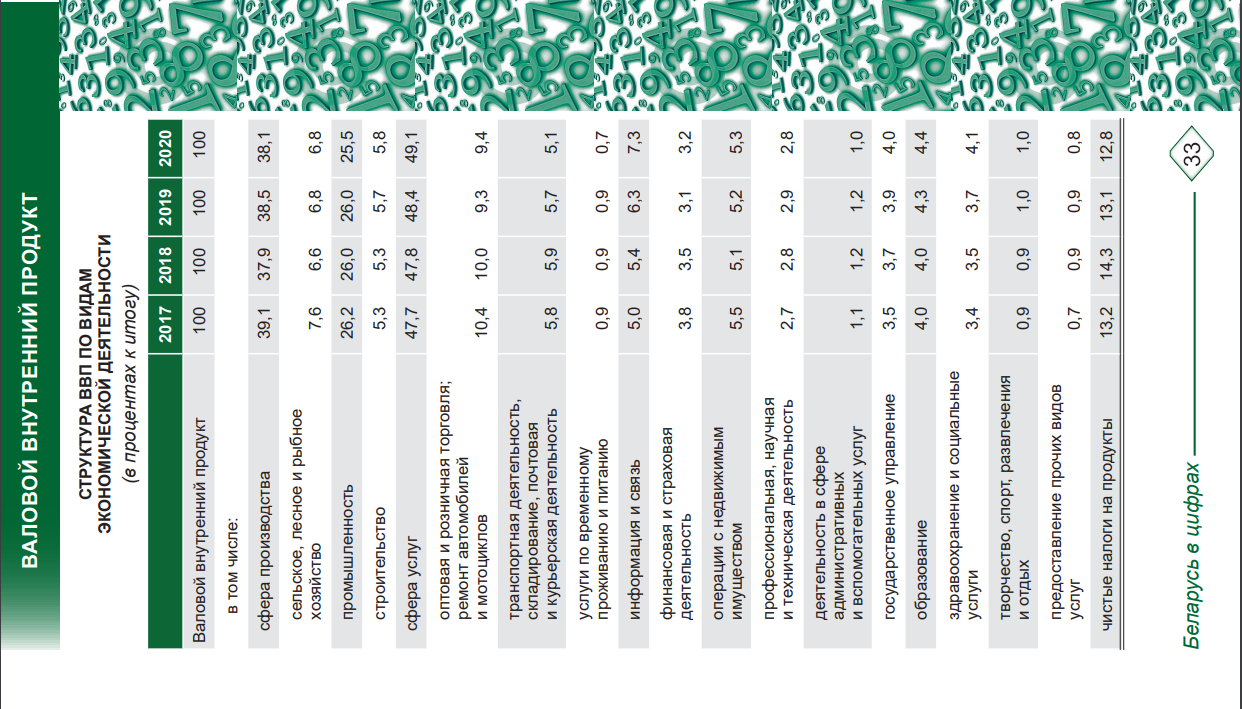 ВАЛОВОЙ ВНУТРЕННИЙ ПРОДУКТ
СТРУКТУРА ВВП ПО ВИДАМ
ЭКОНОМИЧЕСКОЙ ДЕЯТЕЛЬНОСТИ
(в процентах к итогу)
2017 2018 2019 2020
Валовой внутренний продукт 100 100 100 100
в том числе:
сфера производства 39,1 37,9 38,5 38,1
сельское, лесное и рыбное
хозяйство 7,6 6,6 6,8 6,8
промышленность 26,2 26,0 26,0 25,5
строительство 5,3 5,3 5,7 5,8
сфера услуг 47,7 47,8 48,4 49,1
оптовая и розничная торговля;
ремонт автомобилей
и мотоциклов 10,4 10,0 9,3 9,4
транспортная деятельность,
складирование, почтовая
и курьерская деятельность 5,8 5,9 5,7 5,1
услуги по временному
проживанию и питанию 0,9 0,9 0,9 0,7
информация и связь 5,0 5,4 6,3 7,3
финансовая и страховая
деятельность 3,8 3,5 3,1 3,2
операции с недвижимым
имуществом 5,5 5,1 5,2 5,3
профессиональная, научная
и техническая деятельность 2,7 2,8 2,9 2,8
деятельность в сфере
административных
и вспомогательных услуг 1,1 1,2 1,2 1,0
государственное управление 3,5 3,7 3,9 4,0
образование 4,0 4,0 4,3 4,4
здравоохранение и социальные
услуги 3,4 3,5 3,7 4,1
творчество, спорт, развлечения
и отдых 0,9 0,9 1,0 1,0
предоставление прочих видов
услуг 0,7 0,9 0,9 0,8
чистые налоги на продукты 13,2 14,3 13,1 12,8
Беларусь в цифрах 33